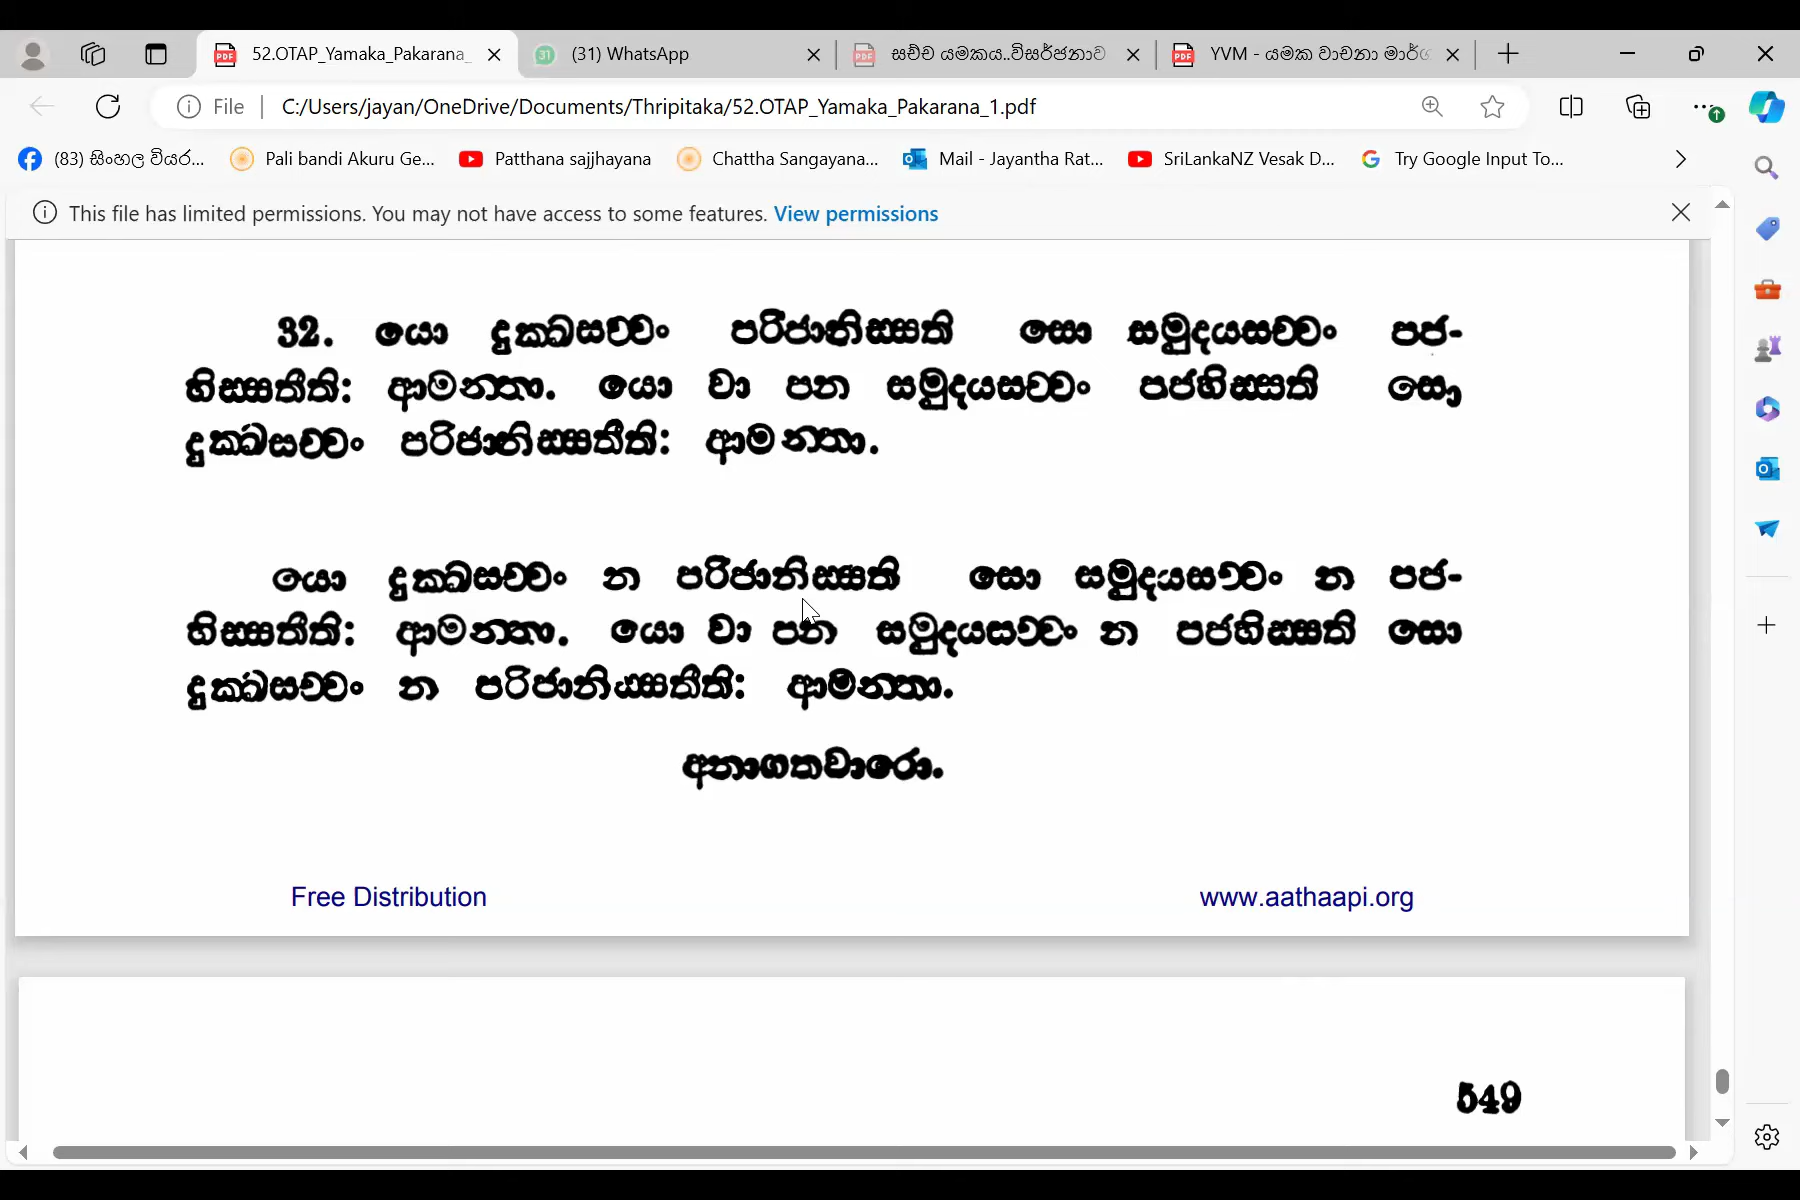 52.OTAP_Yamaka_Pakarana_
(31) WhatsApp
සච්ච යමකය..විසර්ජනාව
YVM - යමක වාචනා මාර්ග
File
C:/Users/jayan/OneDrive/Documents/Thripitaka/52.OTAP_Yamaka_Pakarana_1.pdf
(83) සිංහල වියර...
Pali bandi Akuru Ge...
Patthana sajjhayana
Chattha Sangayana...
Mail - Jayantha Rat...
SriLankaNZ Vesak D...
Try Google Input To...
This file has limited permissions. You may not have access to some features. View permissions
32. යො දුක්ඛසච්චං පරිජානිස්සති සො සමුදයසච්චං පජ-
හිස්සතීති: ආමන්තා. යො වා පන සමුදයසච්චං පජහිස්සති සො
දුක්ඛසච්චං පරිජානිස්සතීති: ආමන්තා.
යො දුක්ඛසච්චං න පරිජානිස්සති සො සමුදයසච්චං න පජ-
හිස්සතීති: ආමන්තා. යො වා පන සමුදයසච්චං න පජහිස්සති සො
දුක්ඛසච්චං න පරිජානිස්සතීති: ආමන්තා.
අනාගතවාරො.
Free Distribution
www.aathaapi.org
549